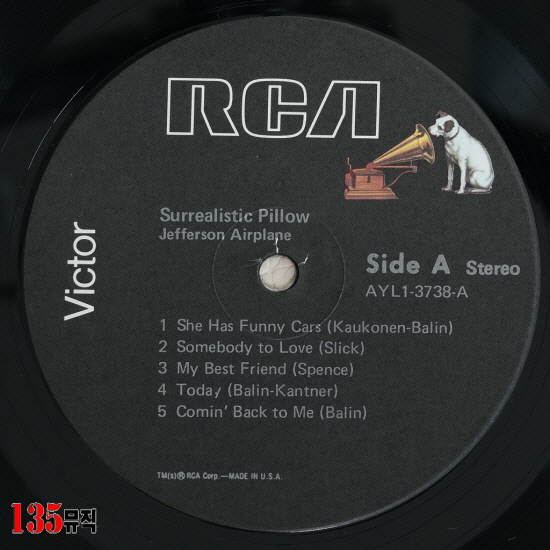 RCA
Victor
Surrealistic Pillow
Jefferson Airplane
Side A Stereo
AYL1-3738-A
1 She Has Funny Cars (Kaukonen-Balin)
2 Somebody to Love (Slick)
3 My Best Friend (Spence)
4 Today (Balin-Kantner)
5 Comin' Back to Me (Balin)
TM(s)® RCA Corp.—MADE IN U.S.A.
135뮤직